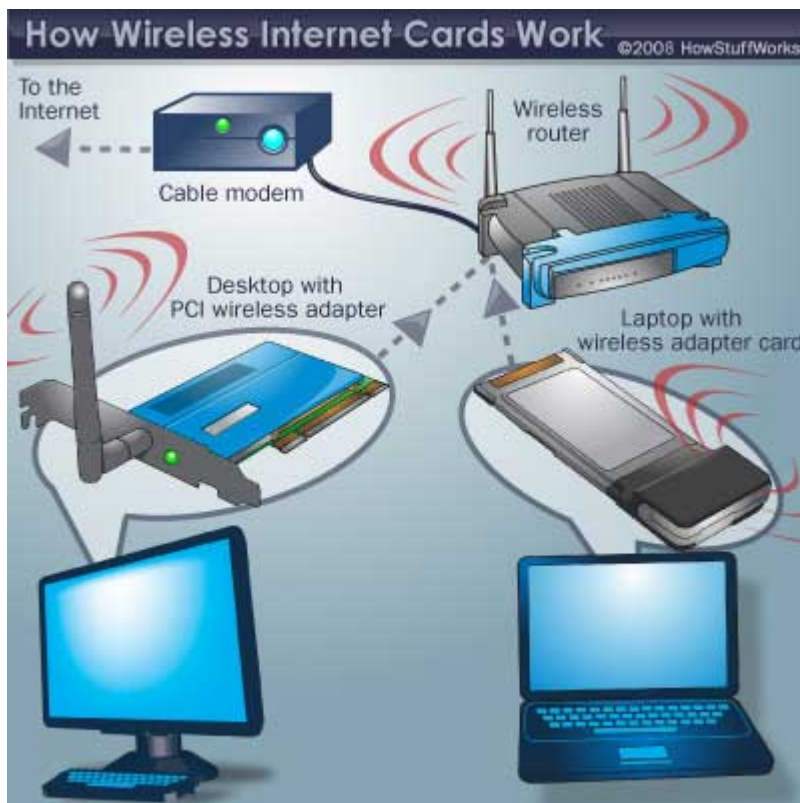 How Wireless Internet Cards Work
©2008 HowStuffWorks
To the
Internet
Wireless
router
Cable modem
Desktop with
PCI wireless adapter
Laptop with
wireless adapter card